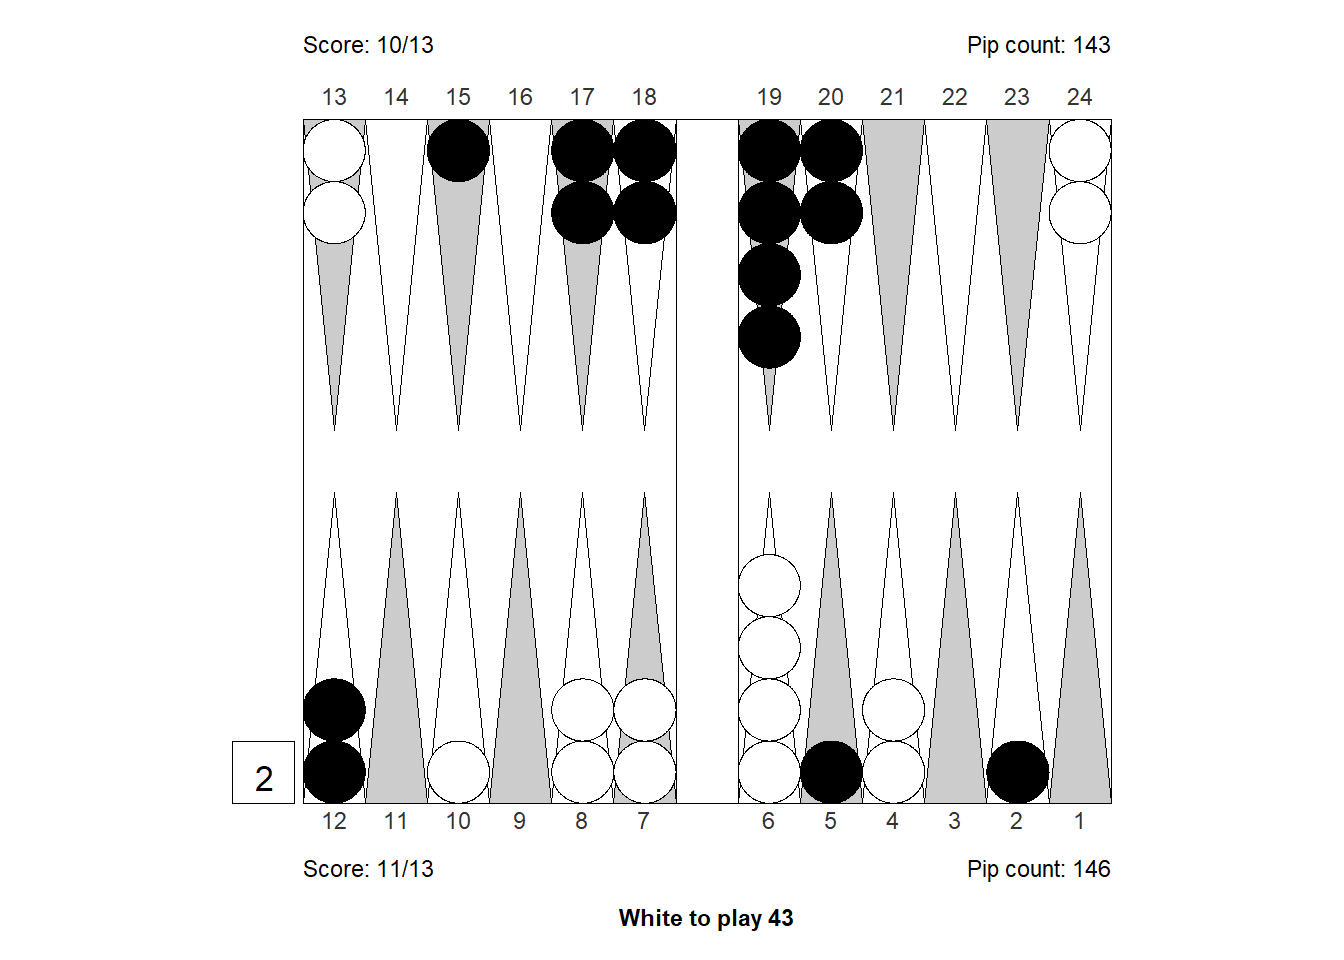 Score: 10/13 Pip count: 143
13 14 15 16 17 18 19 20 21 22 23 24
2
12 11 10 9 8 7 6 5 4 3 2 1
Score: 11/13 Pip count: 146
White to play 43